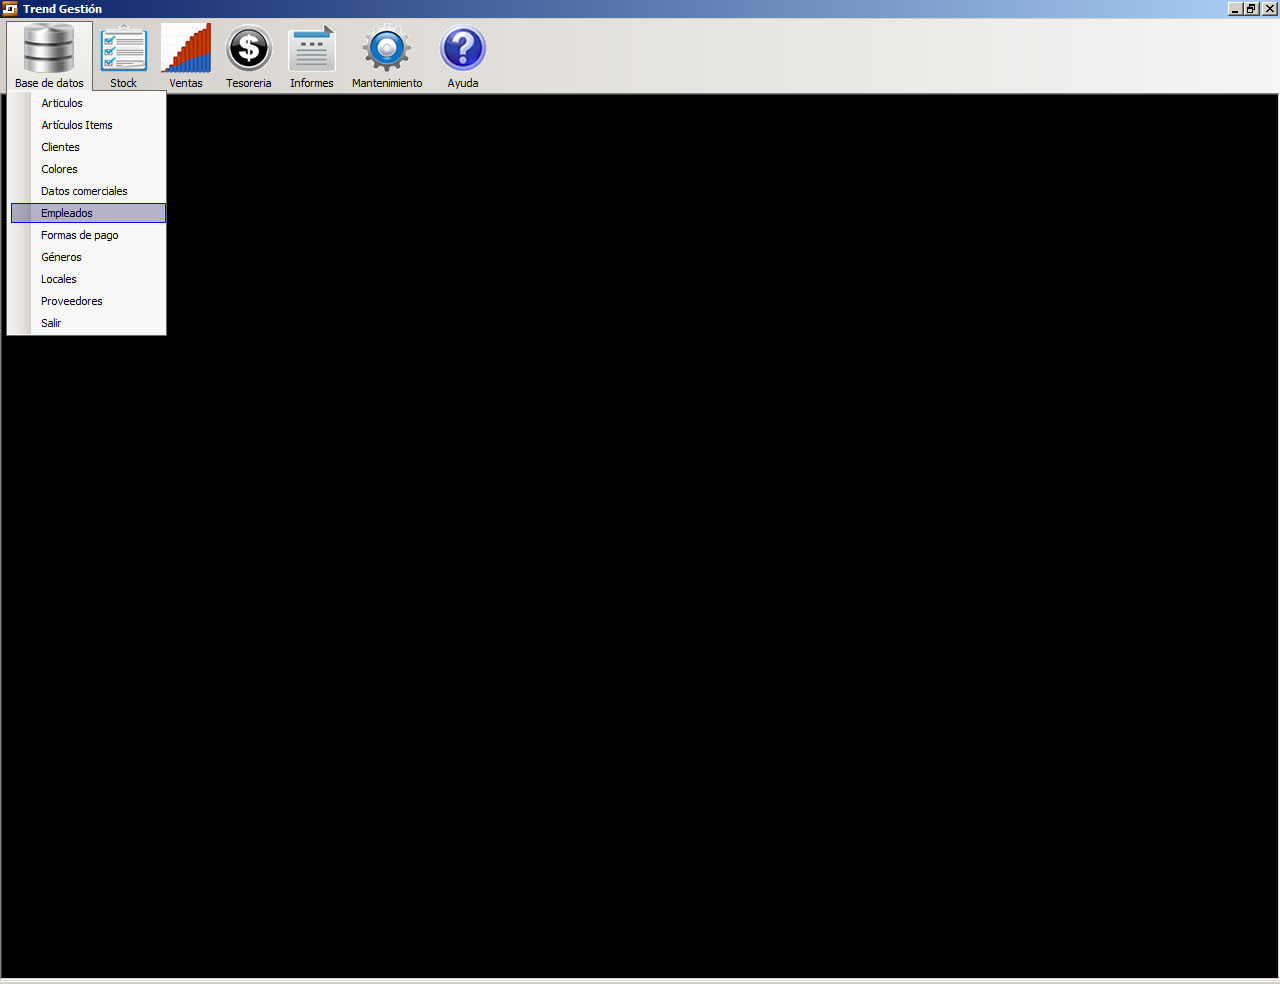 Trend Gestión
Base de datos
Stock
Ventas
Tesoreria
Informes
Mantenimiento
Ayuda
Articulos
Artículos Items
Clientes
Colores
Datos comerciales
Empleados
Formas de pago
Géneros
Locales
Proveedores
Salir